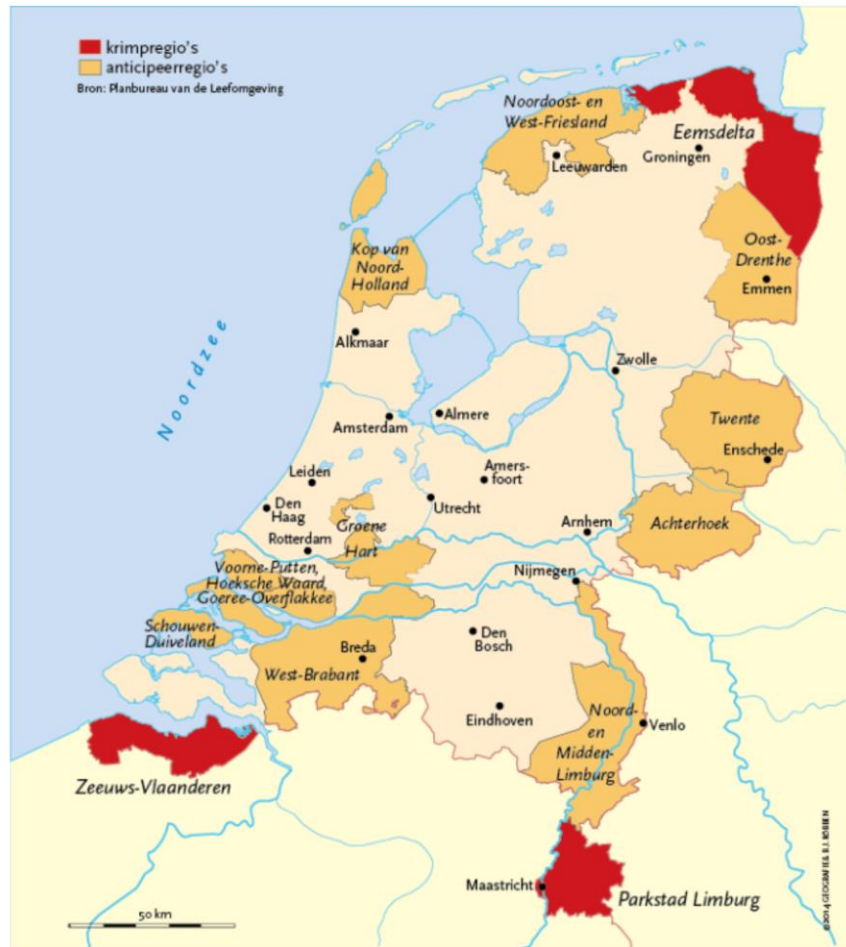 krimpregio's
anticipeerregio's
Bron: Planbureau van de Leefomgeving
Noordoost- en
West-Friesland
Leeuwarden
Eemsdelta
Groningen
Oost-
Drenthe
Emmen
Kop van
Noord-
Holland
Alkmaar
Noordzee
Zwolle
Amsterdam
Almere
Twente
Enschede
Leiden
Amers-
foort
Den
Haag
Utrecht
Groene
Hart
Rotterdam
Arnhem
Achterhoek
Voorne-Putten,
Hoeksche Waard,
Goeree-Overflakkee
Nijmegen
Schouwen-
Duiveland
Den
Bosch
Breda
West-Brabant
Eindhoven
Noord-
en
Midden-
Limburg
Venlo
Zeeuws-Vlaanderen
Maastricht
Parkstad Limburg
50 km
©2014 GEOGRAFIE & B.J. KÖBBEN